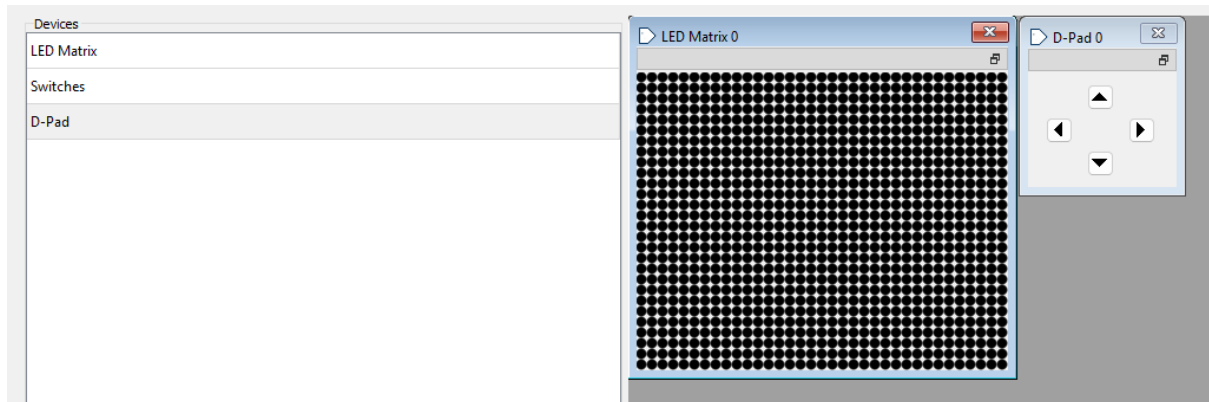 Devices
LED Matrix
Switches
D-Pad
LED Matrix 0
D-Pad 0